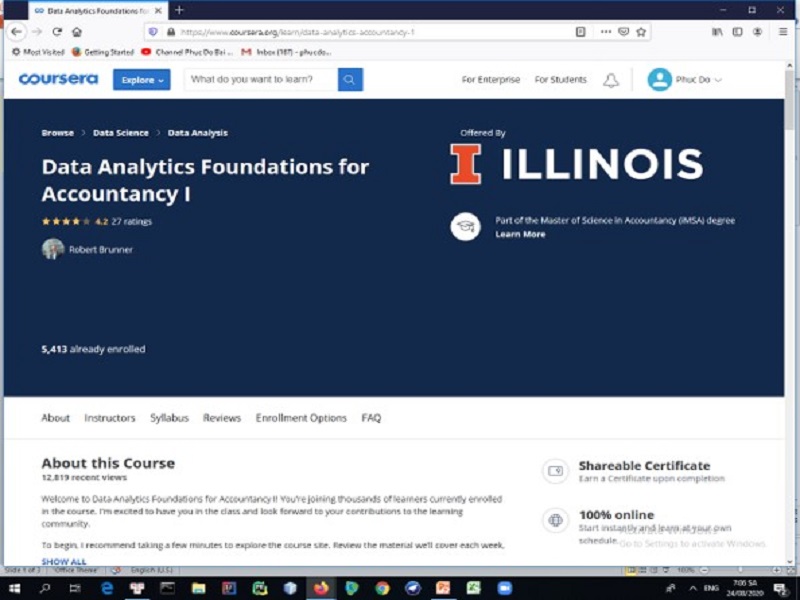 Data Analytics Foundations fo
https://www.coursera.org/learn/data-analytics-accountancy-1
Most Visited Getting Started Channel Phuc Do Bai... Inbox (187) - phucdo...
coursera Explore What do you want to learn? For Enterprise For Students Phuc Do
Browse > Data Science > Data Analysis
Offered By
Data Analytics Foundations for
Accountancy I
I ILLINOIS
4.2 27 ratings
Part of the Master of Science in Accountancy (iMSA) degree
Learn More
Robert Brunner
5,413 already enrolled
About Instructors Syllabus Reviews Enrollment Options FAQ
About this Course
12,819 recent views
Welcome to Data Analytics Foundations for Accountancy I! You're joining thousands of learners currently enrolled
in the course. I'm excited to have you in the class and look forward to your contributions to the learning
community.
To begin, I recommend taking a few minutes to explore the course site. Review the material we'll cover each week,
SHOW ALL
Shareable Certificate
Earn a Certificate upon completion
100% online
Start instantly and learn at your own
schedule.
Activate Windows
Go to Settings to activate Windows.
Slide 1 of 3 "Office Theme" English (U.S.)
ENG
7:05 SA
24/08/2020